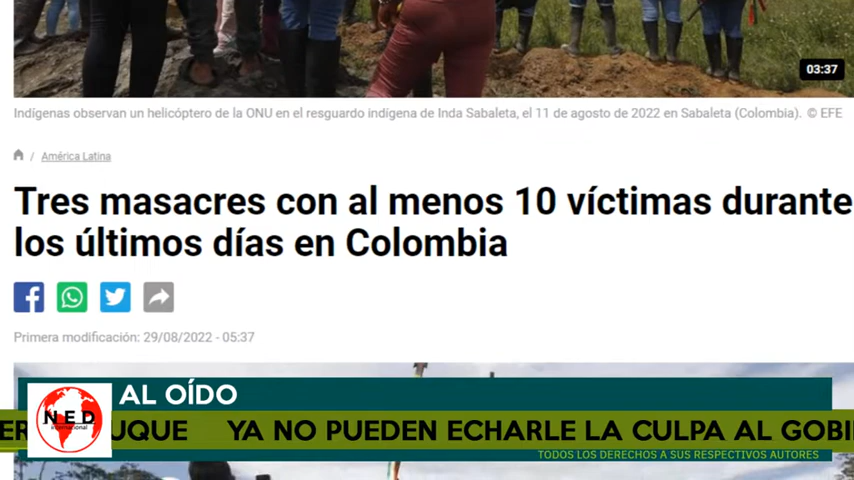 03:37
Indígenas observan un helicóptero de la ONU en el resguardo indígena de Inda Sabaleta, el 11 de agosto de 2022 en Sabaleta (Colombia). © EFE
/ América Latina
Tres masacres con al menos 10 víctimas durante
los últimos días en Colombia
Primera modificación: 29/08/2022 - 05:37
AL OÍDO
NED
internacional
UQUE YA NO PUEDEN ECHARLE LA CULPA AL GOBI
TODOS LOS DERECHOS A SUS RESPECTIVOS AUTORES